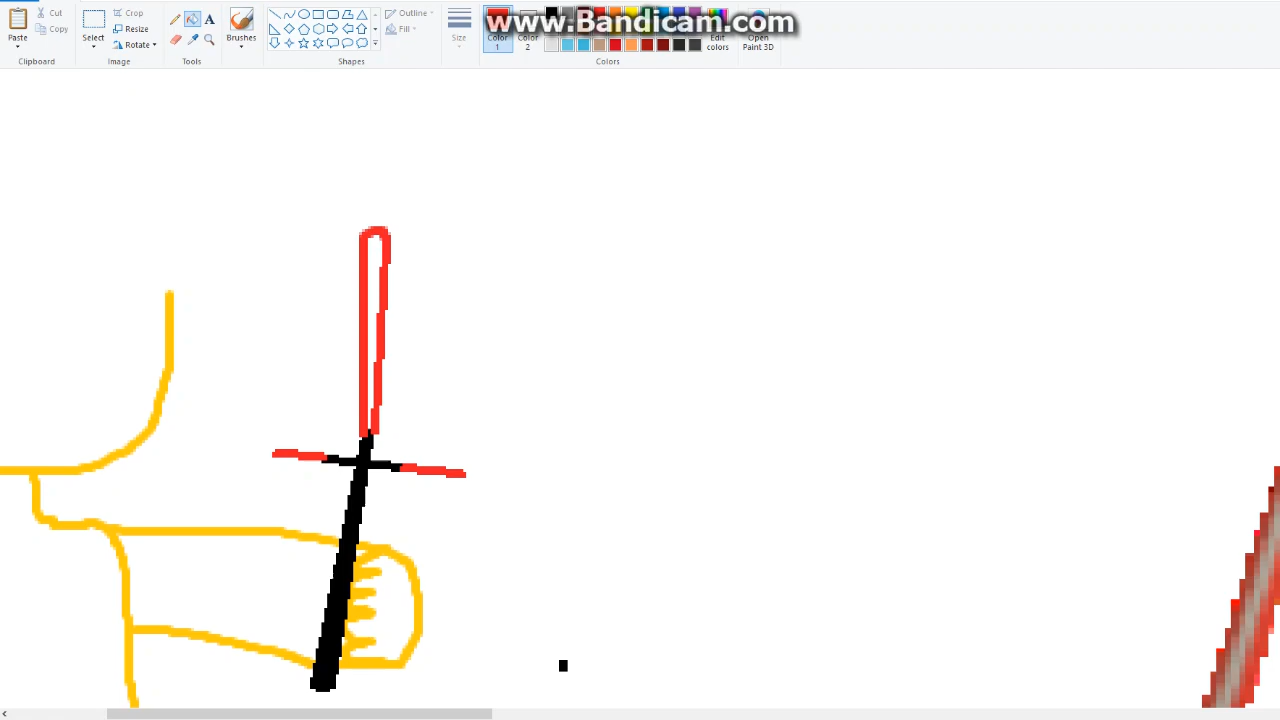 www.Bandicam.com
Cut
Copy
Paste
Clipboard
Crop
Resize
Rotate
Select
Image
A
Tools
Brushes
Outline
Fill
Shapes
Size
Color
1
Color
2
Edit
colors
Open
Paint 3D
Colors